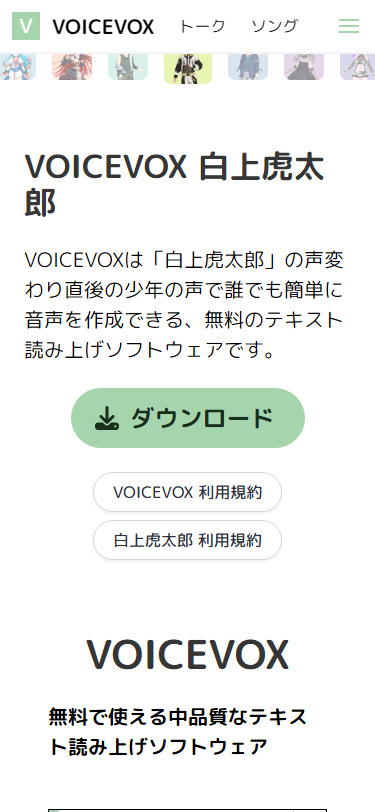 V VOICEVOX トーク ソング
VOICEVOX 白上虎太
郎
VOICEVOXは「白上虎太郎」の声変
わり直後の少年の声で誰でも簡単に
音声を作成できる、無料のテキスト
読み上げソフトウェアです。
ダウンロード
VOICEVOX 利用規約
白上虎太郎 利用規約
VOICEVOX
無料で使える中品質なテキス
ト読み上げソフトウェア